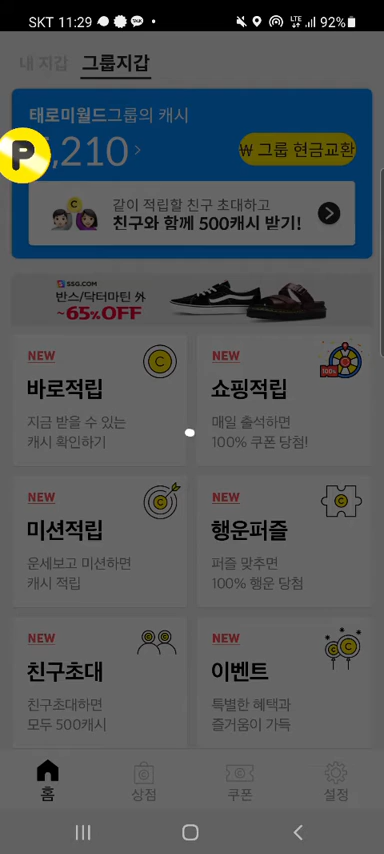 SKT 11:29
LTE
92%
내 지갑 그룹지갑
태로미월드그룹의 캐시
P
,210 >
₩ 그룹 현금교환
같이 적립할 친구 초대하고
친구와 함께 500캐시 받기!
SSG.COM
반스/닥터마틴 外
~65%OFF
NEW
바로적립
지금 받을 수 있는
캐시 확인하기
NEW
100%
쇼핑적립
매일 출석하면
100% 쿠폰 당첨!
NEW
미션적립
운세보고 미션하면
캐시 적립
NEW
행운퍼즐
퍼즐 맞추면
100% 행운 당첨
NEW
친구초대
친구초대하면
모두 500캐시
NEW
이벤트
특별한 혜택과
즐거움이 가득
홈 상점 쿠폰 설정